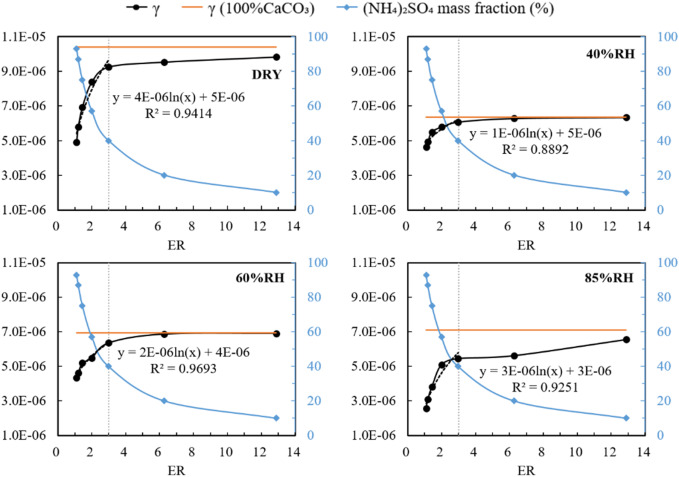 γ γ (100%CaCO₃) (NH₄)₂SO₄ mass fraction (%)
1.1E-05 9.0E-06 7.0E-06 5.0E-06 3.0E-06 1.0E-06
DRY
y = 4E-06ln(x) + 5E-06
R² = 0.9414
100 80 60 40 20 0
0 2 4 6 8 10 12 14
ER
1.1E-05 9.0E-06 7.0E-06 5.0E-06 3.0E-06 1.0E-06
40%RH
y = 1E-06ln(x) + 5E-06
R² = 0.8892
100 80 60 40 20 0
0 2 4 6 8 10 12 14
ER
1.1E-05 9.0E-06 7.0E-06 5.0E-06 3.0E-06 1.0E-06
60%RH
y = 2E-06ln(x) + 4E-06
R² = 0.9693
100 80 60 40 20 0
0 2 4 6 8 10 12 14
ER
1.1E-05 9.0E-06 7.0E-06 5.0E-06 3.0E-06 1.0E-06
85%RH
y = 3E-06ln(x) + 3E-06
R² = 0.9251
100 80 60 40 20 0
0 2 4 6 8 10 12 14
ER